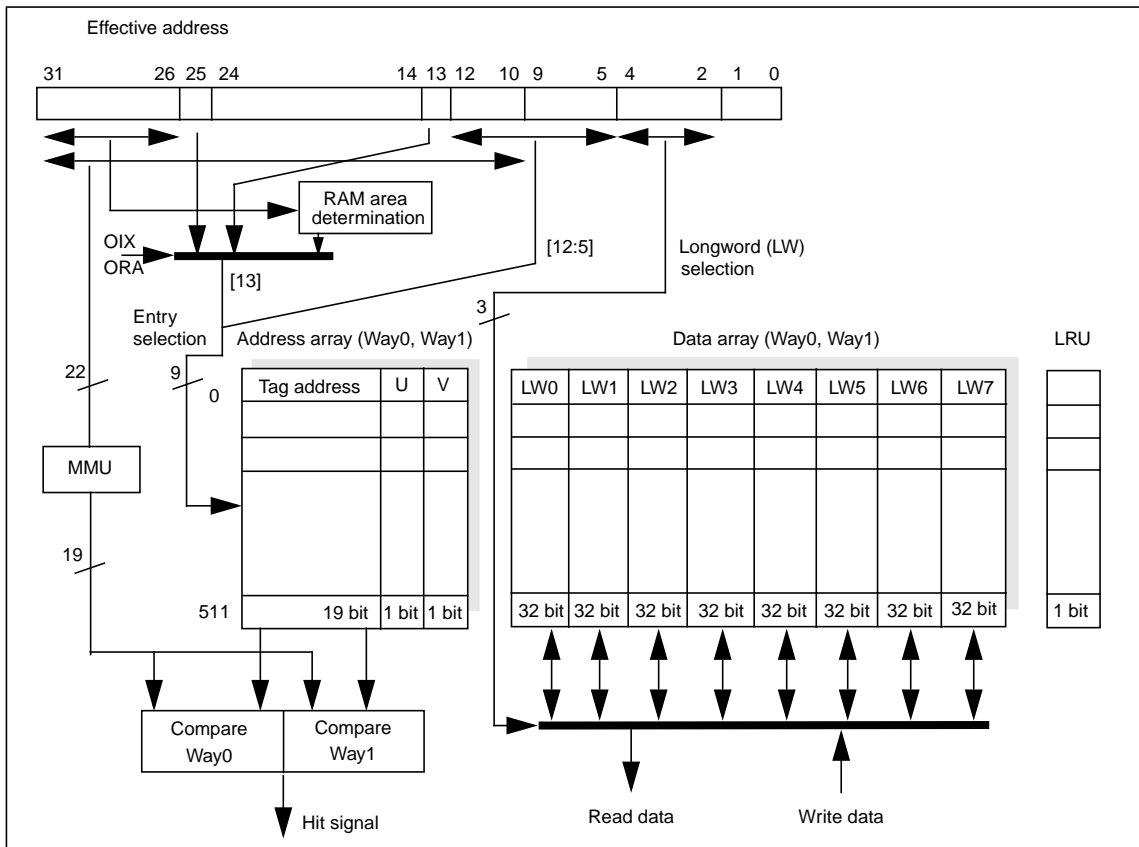 Effective address
31 26 25 24 14 13 12 10 9 5 4 2 1 0
RAM area
determination
OIX
ORA
[13]
[12:5]
Longword (LW)
selection
3
Entry
selection
22
9
0
Address array (Way0, Way1)
Data array (Way0, Way1)
LRU
Tag address U V
LW0 LW1 LW2 LW3 LW4 LW5 LW6 LW7
MMU
19
511
19 bit 1 bit 1 bit
32 bit 32 bit 32 bit 32 bit 32 bit 32 bit 32 bit 32 bit
1 bit
Compare
Way0
Compare
Way1
Read data
Write data
Hit signal